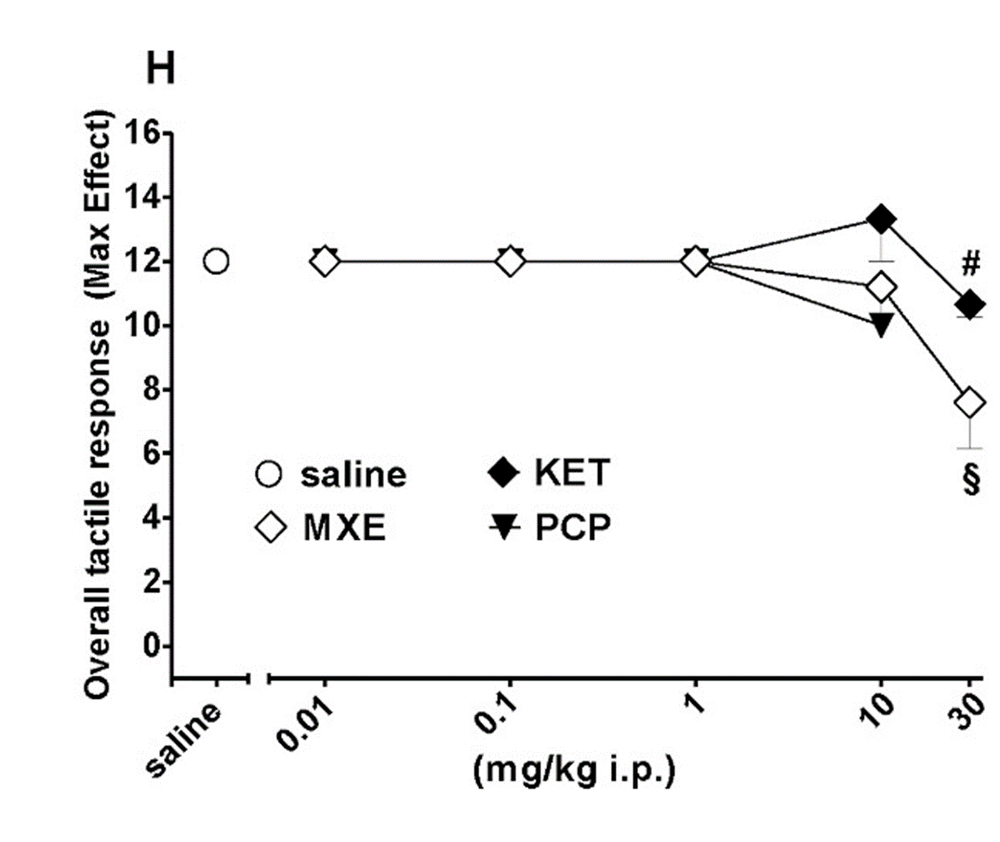 H
Overall tactile response (Max Effect)
16
14
12
10
8
6
4
2
0
#
§
saline
KET
MXE
PCP
saline
0.01
0.1
1
10
30
(mg/kg i.p.)